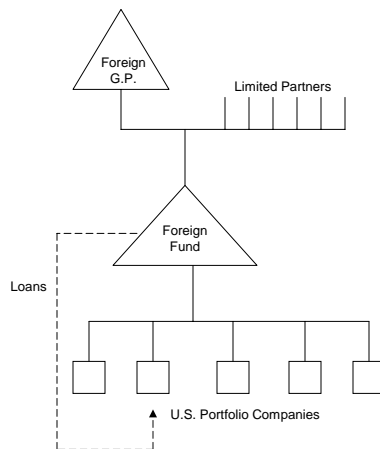 Foreign
G.P.
Limited Partners
Foreign
Fund
Loans
U.S. Portfolio Companies